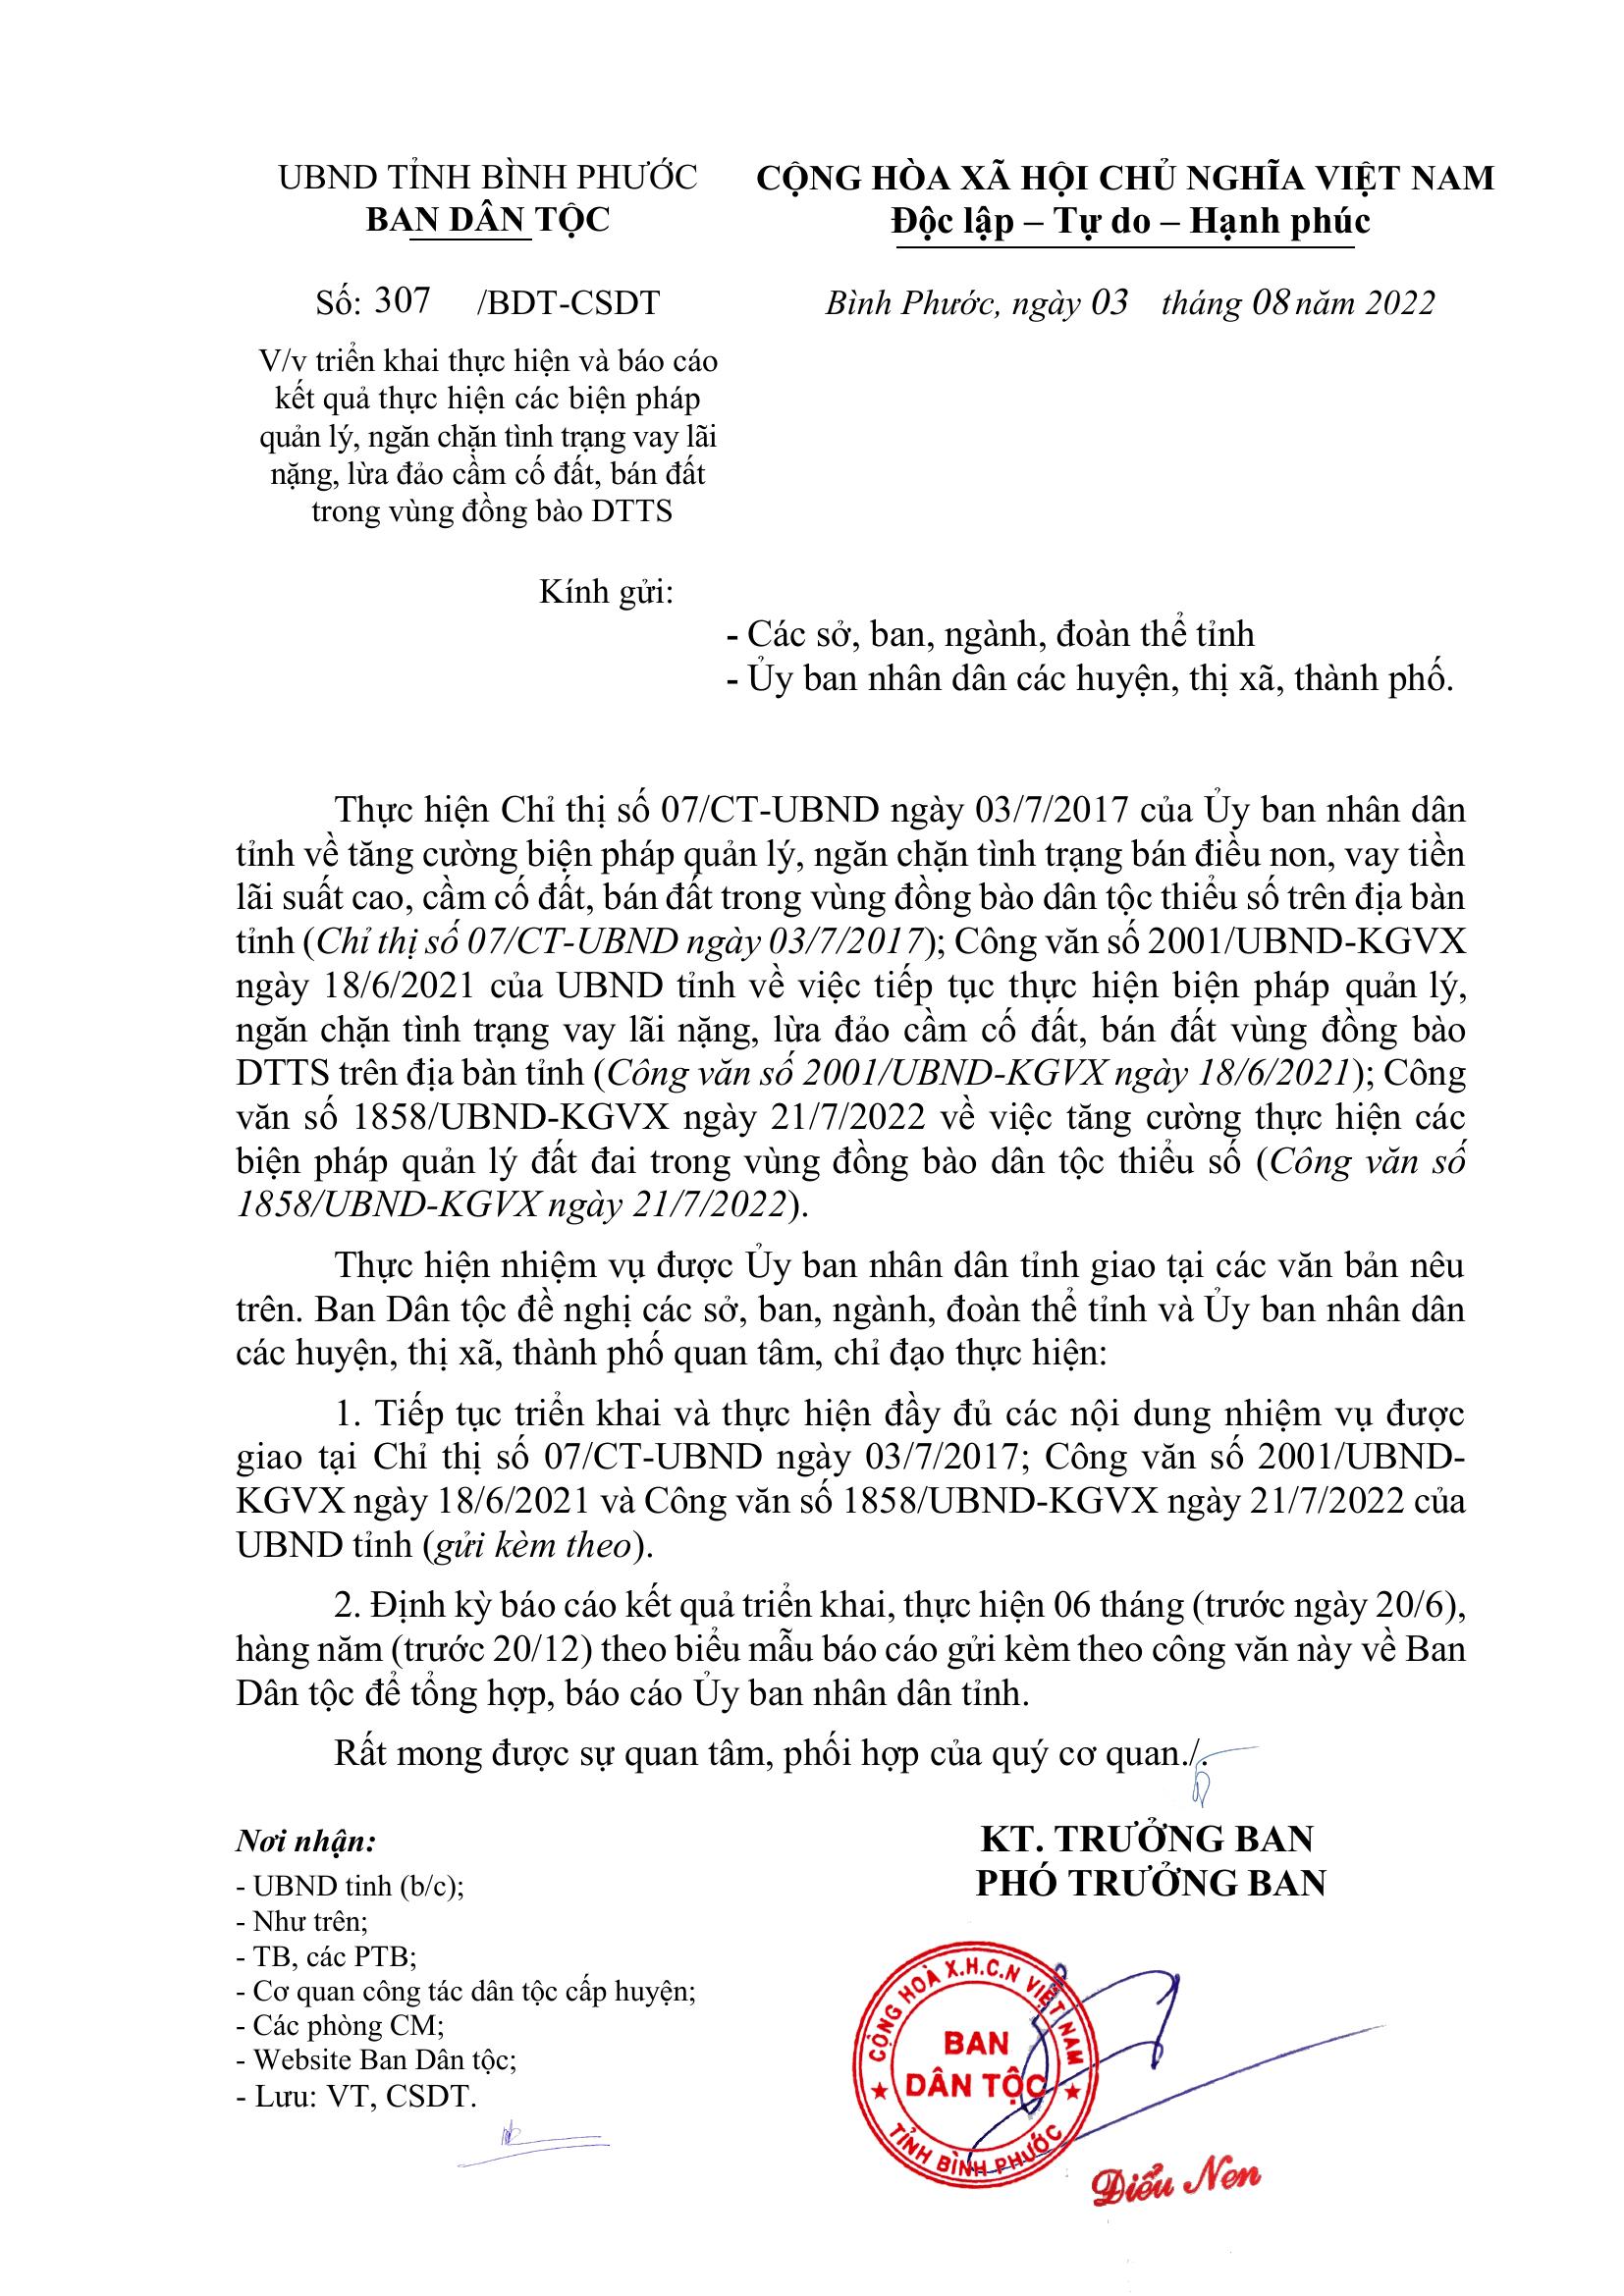 UBND TỈNH BÌNH PHƯỚC
BAN DÂN TỘC
CỘNG HÒA XÃ HỘI CHỦ NGHĨA VIỆT NAM
Độc lập – Tự do – Hạnh phúc
Số: 307 /BDT-CSDT
Bình Phước, ngày 03 tháng 08 năm 2022
V/v triển khai thực hiện và báo cáo
kết quả thực hiện các biện pháp
quản lý, ngăn chặn tình trạng vay lãi
nặng, lừa đảo cầm cố đất, bán đất
trong vùng đồng bào DTTS
Kính gửi:
- Các sở, ban, ngành, đoàn thể tỉnh
- Ủy ban nhân dân các huyện, thị xã, thành phố.
Thực hiện Chỉ thị số 07/CT-UBND ngày 03/7/2017 của Ủy ban nhân dân
tỉnh về tăng cường biện pháp quản lý, ngăn chặn tình trạng bán điều non, vay tiền
lãi suất cao, cầm cố đất, bán đất trong vùng đồng bào dân tộc thiểu số trên địa bàn
tỉnh (Chỉ thị số 07/CT-UBND ngày 03/7/2017); Công văn số 2001/UBND-KGVX
ngày 18/6/2021 của UBND tỉnh về việc tiếp tục thực hiện biện pháp quản lý,
ngăn chặn tình trạng vay lãi nặng, lừa đảo cầm cố đất, bán đất vùng đồng bào
DTTS trên địa bàn tỉnh (Công văn số 2001/UBND-KGVX ngày 18/6/2021); Công
văn số 1858/UBND-KGVX ngày 21/7/2022 về việc tăng cường thực hiện các
biện pháp quản lý đất đai trong vùng đồng bào dân tộc thiểu số (Công văn số
1858/UBND-KGVX ngày 21/7/2022).
Thực hiện nhiệm vụ được Ủy ban nhân dân tỉnh giao tại các văn bản nêu
trên. Ban Dân tộc đề nghị các sở, ban, ngành, đoàn thể tỉnh và Ủy ban nhân dân
các huyện, thị xã, thành phố quan tâm, chỉ đạo thực hiện:
1. Tiếp tục triển khai và thực hiện đầy đủ các nội dung nhiệm vụ được
giao tại Chỉ thị số 07/CT-UBND ngày 03/7/2017; Công văn số 2001/UBND-
KGVX ngày 18/6/2021 và Công văn số 1858/UBND-KGVX ngày 21/7/2022 của
UBND tỉnh (gửi kèm theo).
2. Định kỳ báo cáo kết quả triển khai, thực hiện 06 tháng (trước ngày 20/6),
hàng năm (trước 20/12) theo biểu mẫu báo cáo gửi kèm theo công văn này về Ban
Dân tộc để tổng hợp, báo cáo Ủy ban nhân dân tỉnh.
Rất mong được sự quan tâm, phối hợp của quý cơ quan./.
Nơi nhận:
- UBND tinh (b/c);
- Như trên;
- TB, các PTB;
- Cơ quan công tác dân tộc cấp huyện;
- Các phòng CM;
- Website Ban Dân tộc;
- Lưu: VT, CSDT.
KT. TRƯỞNG BAN
PHÓ TRƯỞNG BAN
CỘNG HOÀ X.H.C.N VIỆT NAM
BAN
DÂN TỘC
TỈNH BÌNH PHƯỚC
Điểu Nen